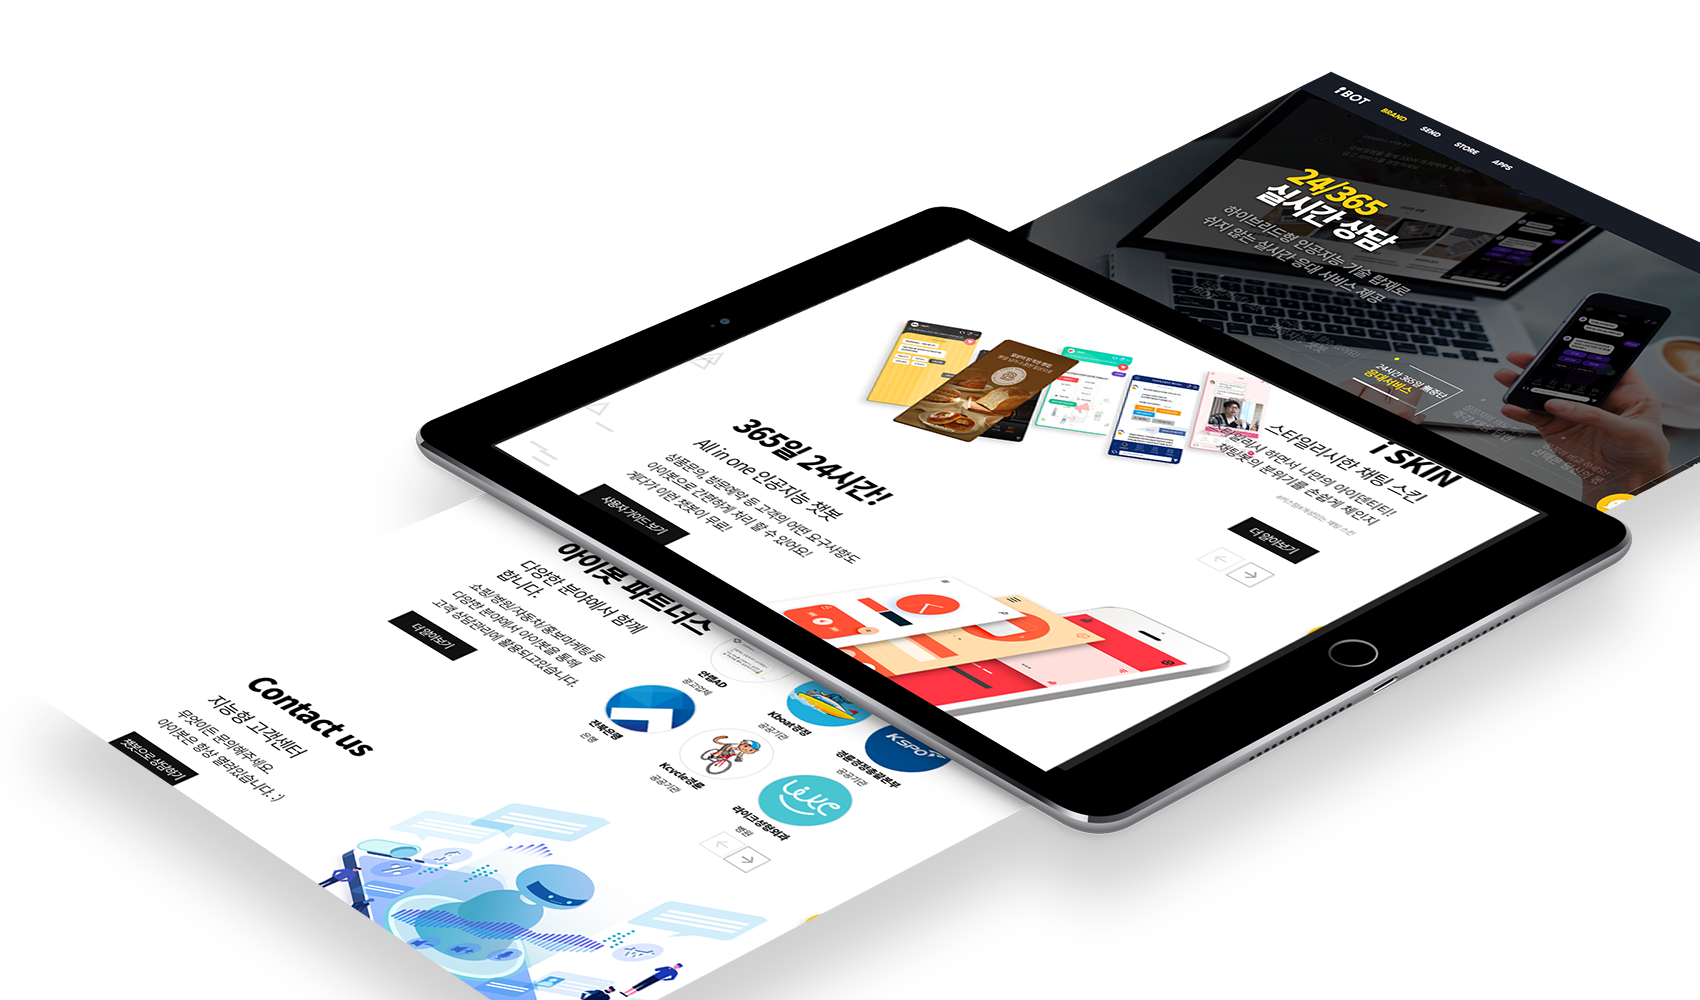 iBOT
BRAND
SEND
STORE
APPS
24/365
실시간 상담
하이브리드형 인공지능 기술 탑재로
쉬지 않는 실시간 응대 서비스 제공
24시간 365일 無중단
응대서비스
365일 24시간!
All in one 인공지능 챗봇
상품문의, 방문예약 등 고객의 어떤 요구사항도
아이봇으로 간편하게 처리 할 수 있어요!
게다가 이런 챗봇이 무료!
사용자 가이드 보기
i SKIN
스타일리시한 채팅 스킨
스타일리시 하면서 나만의 아이덴티티!
채팅봇의 분위기를 손쉽게 체인지
더 알아보기
아이봇 파트너스
다양한 분야에서 함께
합니다.
쇼핑/병원/자동차/홍보마케팅 등
다양한 분야에서 아이봇을 통해
고객 상담관리에 활용되고있습니다.
더 알아보기
안랩AD
광고업체
전북은행
은행
Kboat경정
공공기관
Kcycle경륜
공공기관
KSPO
경륜경정총괄본부
공공기관
like
라이크성형외과
병원
Contact us
지능형 고객센터
무엇이든 문의해주세요.
아이봇은 항상 열려있습니다. :)
챗봇으로 상담하기